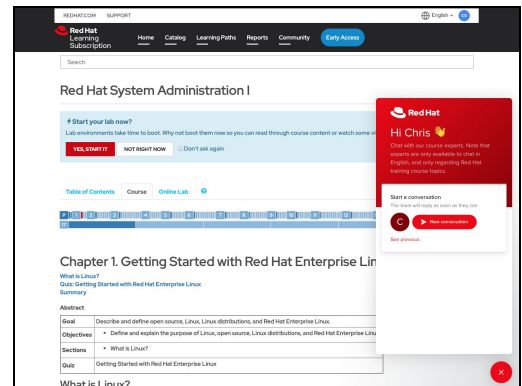 REDHAT.COM SUPPORT
English
Red Hat
Learning
Subscription
Home Catalog Learning Paths Reports Community Early Access
Search
Red Hat System Administration I
Start your lab now?
Lab environments take time to boot. Why not boot them now so you can read through course content or watch some vi
YES, START IT NOT RIGHT NOW Don't ask again
Table of Contents Course Online Lab
Chapter 1. Getting Started with Red Hat Enterprise Lin
What is Linux?
Quiz: Getting Started with Red Hat Enterprise Linux
Summary
Abstract
Goal Describe and define open source, Linux, Linux distributions, and Red Hat Enterprise Linux.
Objectives • Define and explain the purpose of Linux, open source, Linux distributions, and Red Hat Enterprise Linu
Sections • What is Linux?
Quiz Getting Started with Red Hat Enterprise Linux
What is Linux?
Red Hat
Hi Chris 👋
Chat with our course experts. Note that
experts are only available to chat in
English, and only regarding Red Hat
training course topics.
Start a conversation
The team will reply as soon as they can
C New conversation
See previous